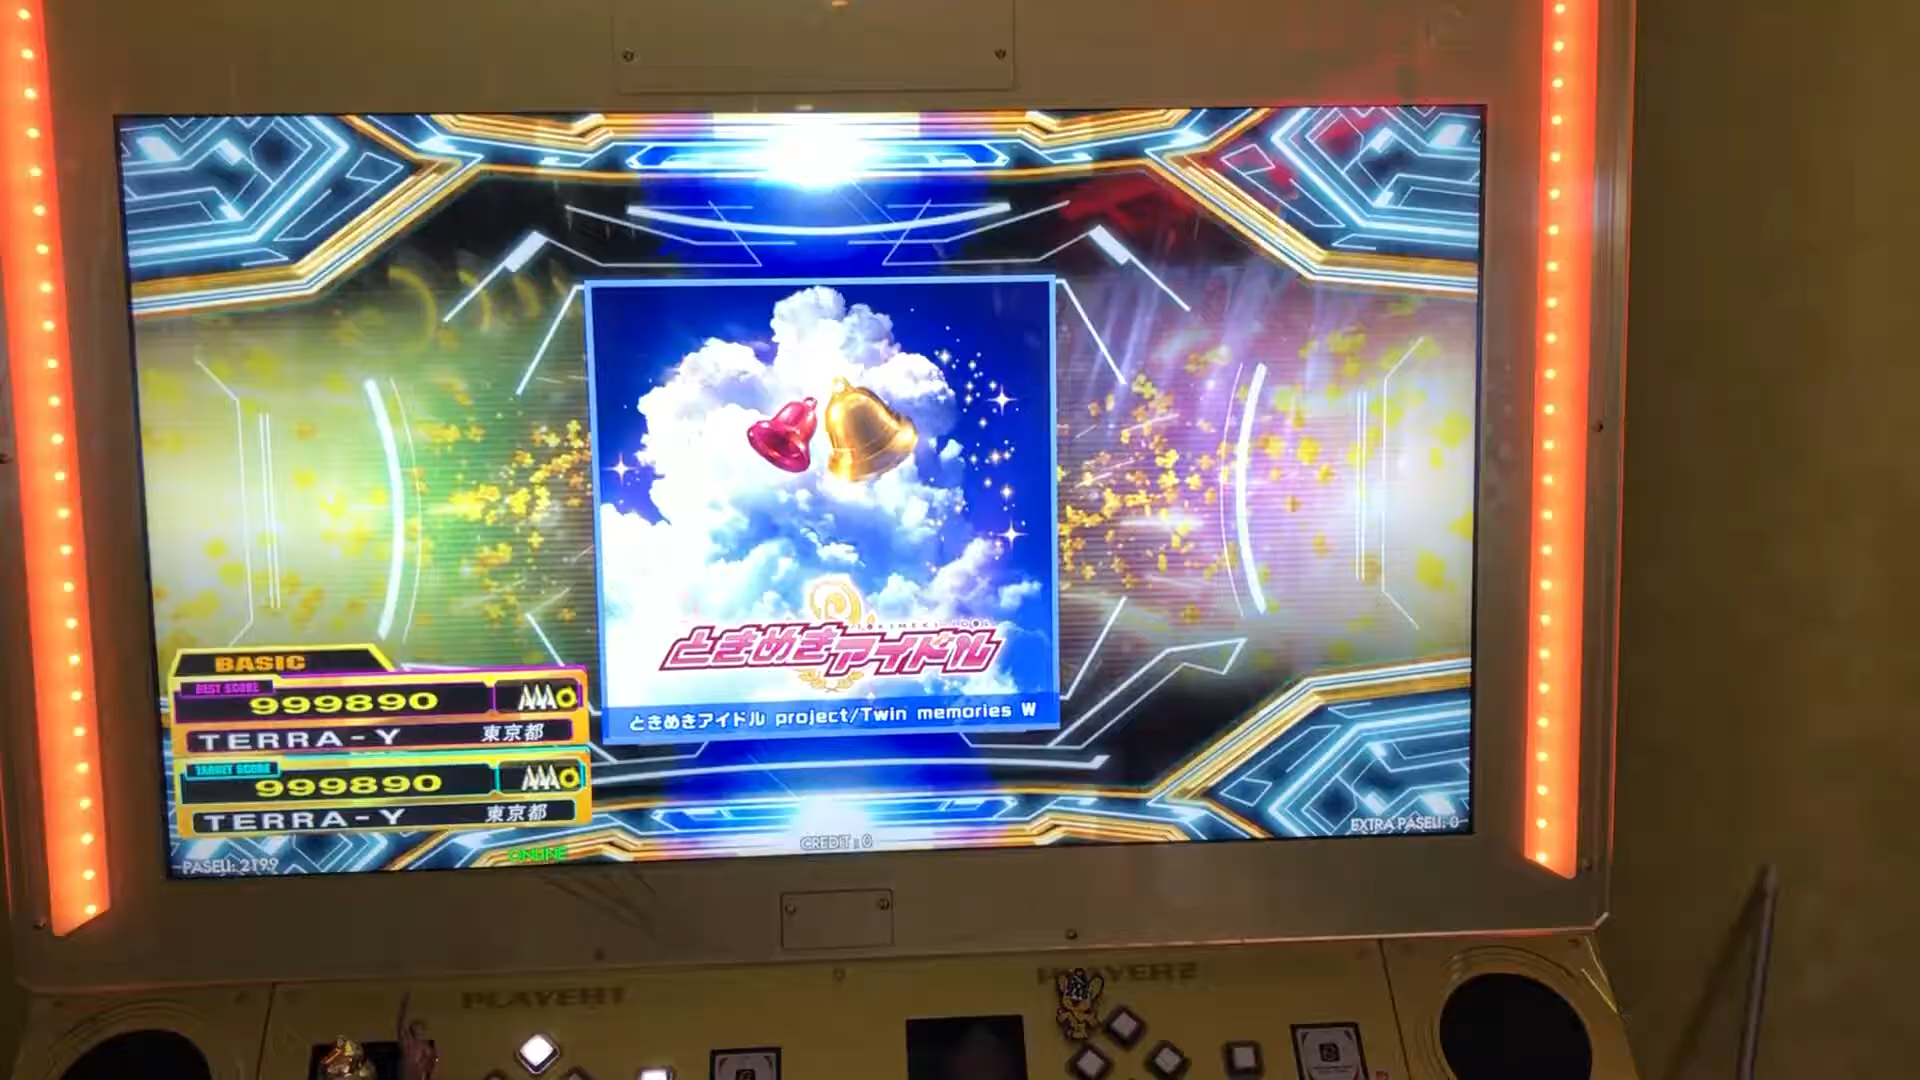 TOKIMEKI IDOL
ときめきアイドル
ときめきアイドル project/Twin memories W
BASIC
BEST SCORE
999890
AAA
TERRA-Y
東京都
TARGET SCORE
999890
AAA
TERRA-Y
東京都
PASELI: 2199
ONLINE
CREDIT : 0
EXTRA PASELI: 0
PLAYER1
PLAYER2